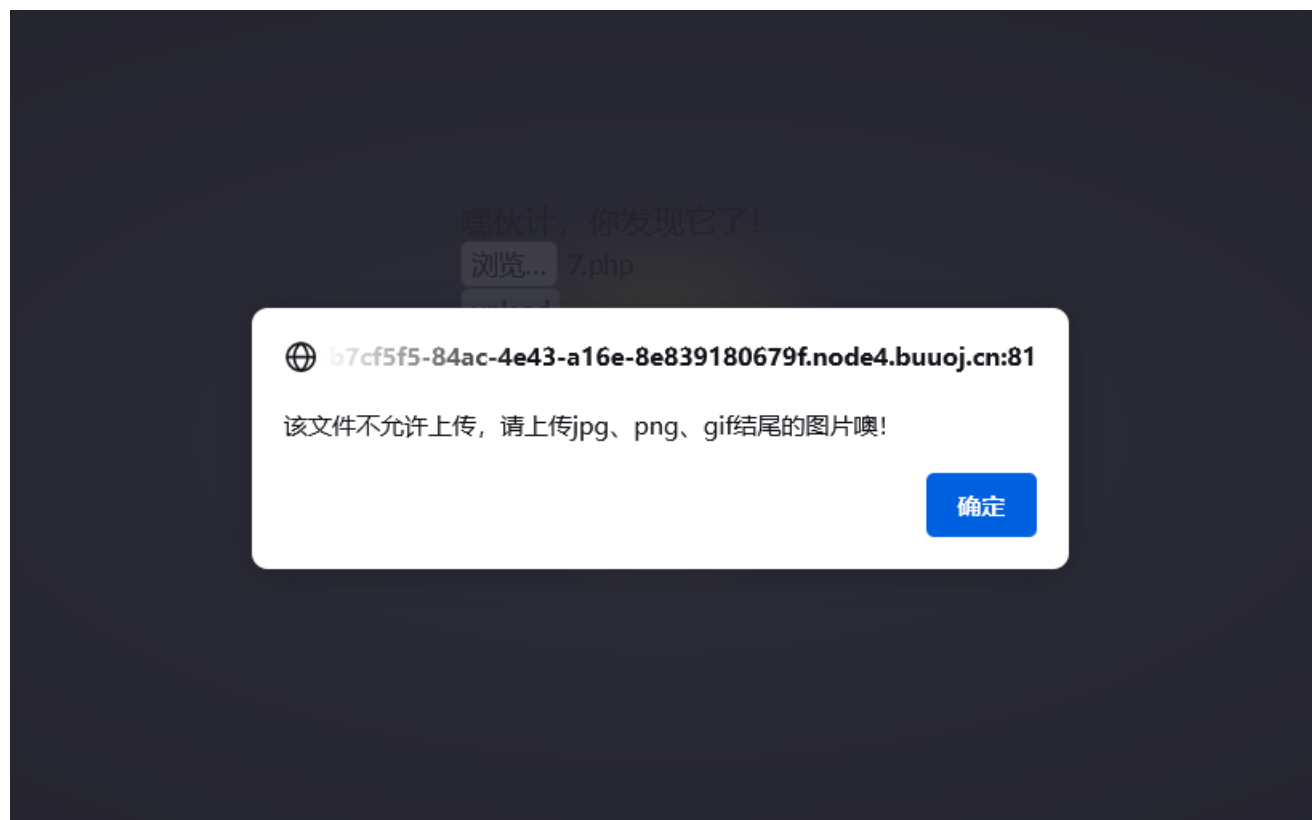 嘿伙计，你发现它了！
浏览... 7.php
upload
b7cf5f5-84ac-4e43-a16e-8e839180679f.node4.buuoj.cn:81
该文件不允许上传，请上传jpg、png、gif结尾的图片噢！
确定